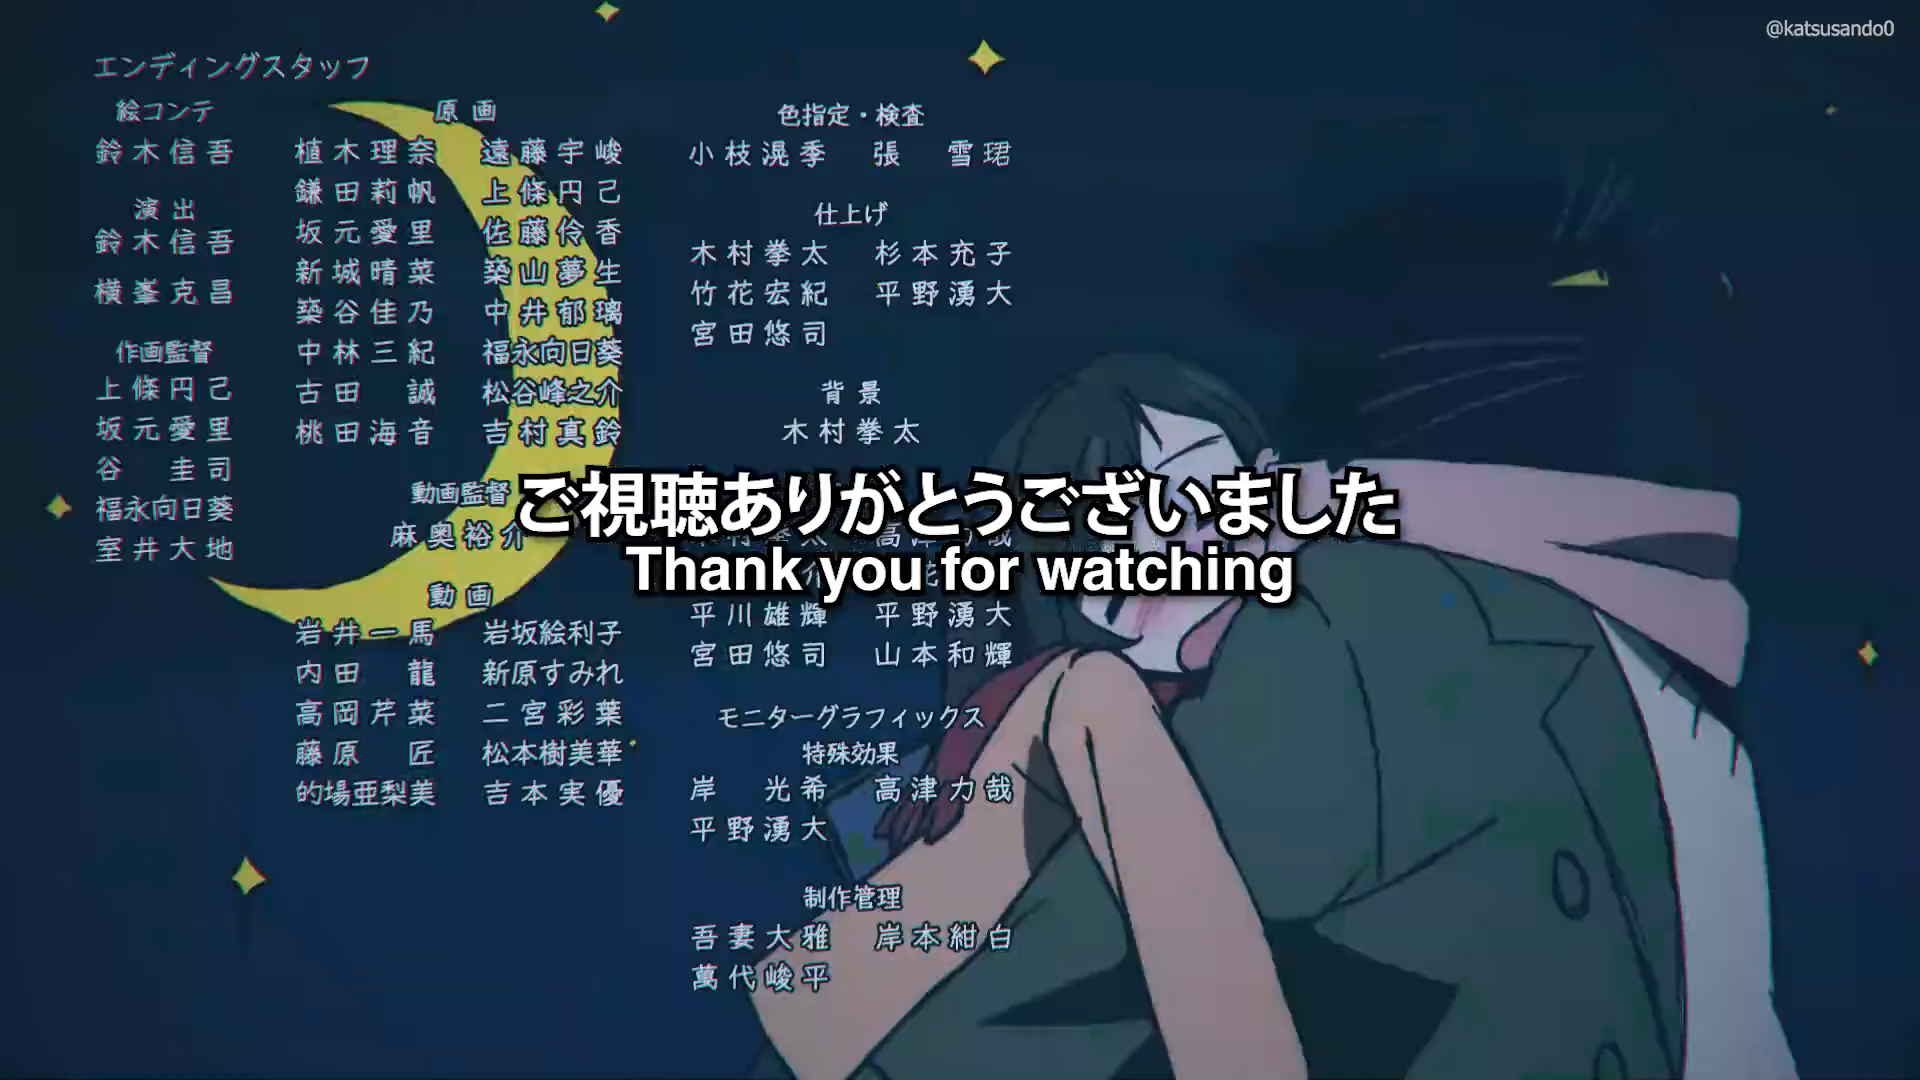 @katsusando0
エンディングスタッフ
絵コンテ
鈴木信吾
演出
鈴木信吾
横峯克昌
作画監督
上條円己
坂元愛里
谷 圭司
福永向日葵
室井大地
原画
植木理奈 遠藤宇峻
鎌田莉帆 上條円己
坂元愛里 佐藤伶香
新城晴菜 築山夢生
築谷佳乃 中井郁璃
中林三紀 福永向日葵
古田 誠 松谷峰之介
桃田海音 吉村真鈴
動画監督
麻奥裕介
動画
岩井一馬 岩坂絵利子
内田 龍 新原すみれ
高岡芹菜 二宮彩葉
藤原 匠 松本樹美華
的場亜梨美 吉本実優
色指定・検査
小枝滉季 張 雪珺
仕上げ
木村拳太 杉本充子
竹花宏紀 平野湧大
宮田悠司
背景
木村拳太
ご視聴ありがとうございました
Thank you for watching
平川雄輝 平野湧大
宮田悠司 山本和輝
モニターグラフィックス
特殊効果
岸 光希 高津力哉
平野湧大
制作管理
吾妻大雅 岸本紺白
萬代峻平